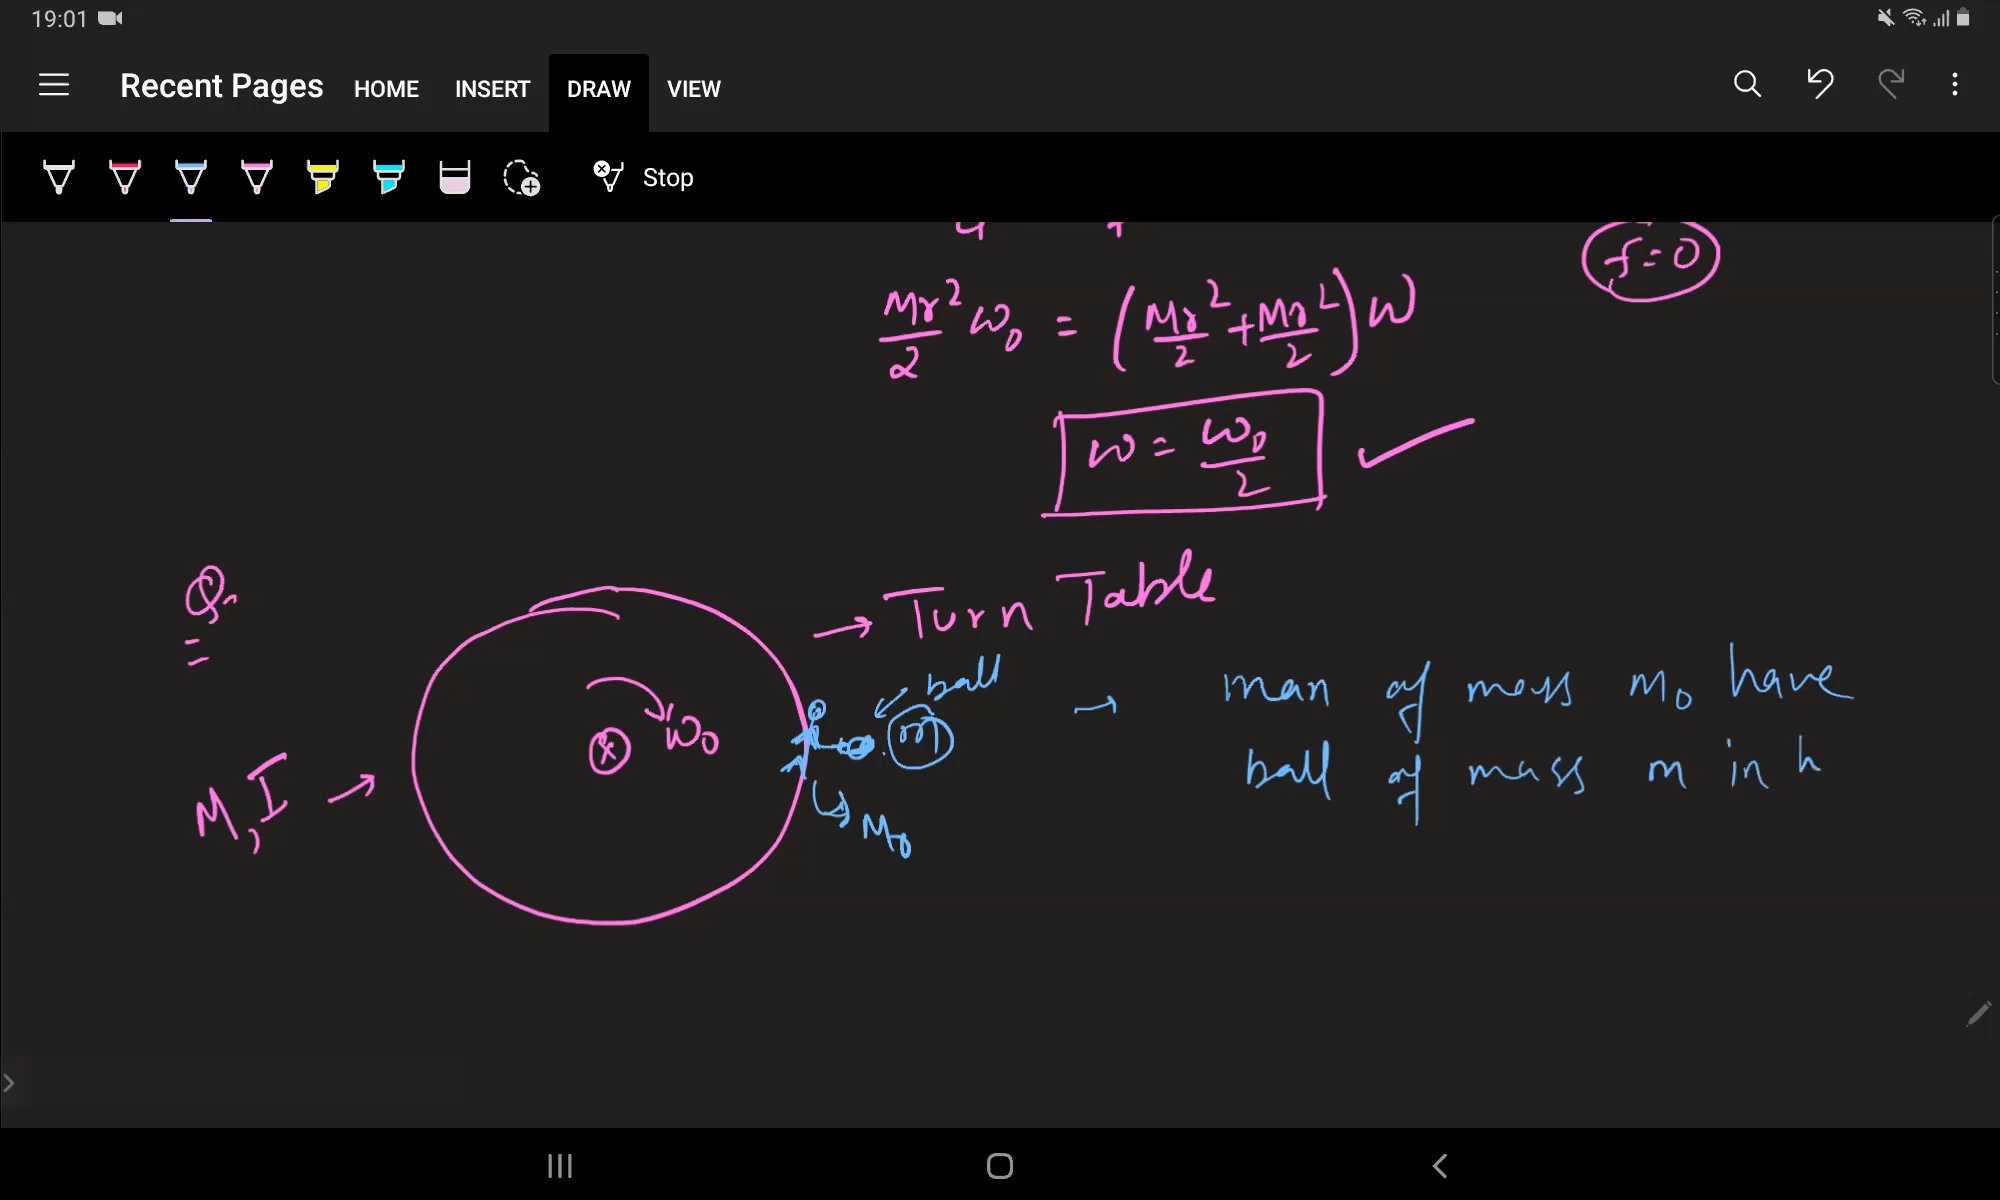 19:01
Recent Pages HOME INSERT DRAW VIEW
Stop
f=0
Mr²/2 ω₀ = (Mr²/2 + Mr²/2) ω
ω = ω₀/2
Q.
→ Turn Table
ball
→ man of mass M₀ have
ω₀
m
ball of mass m in h
M, I →
M₀